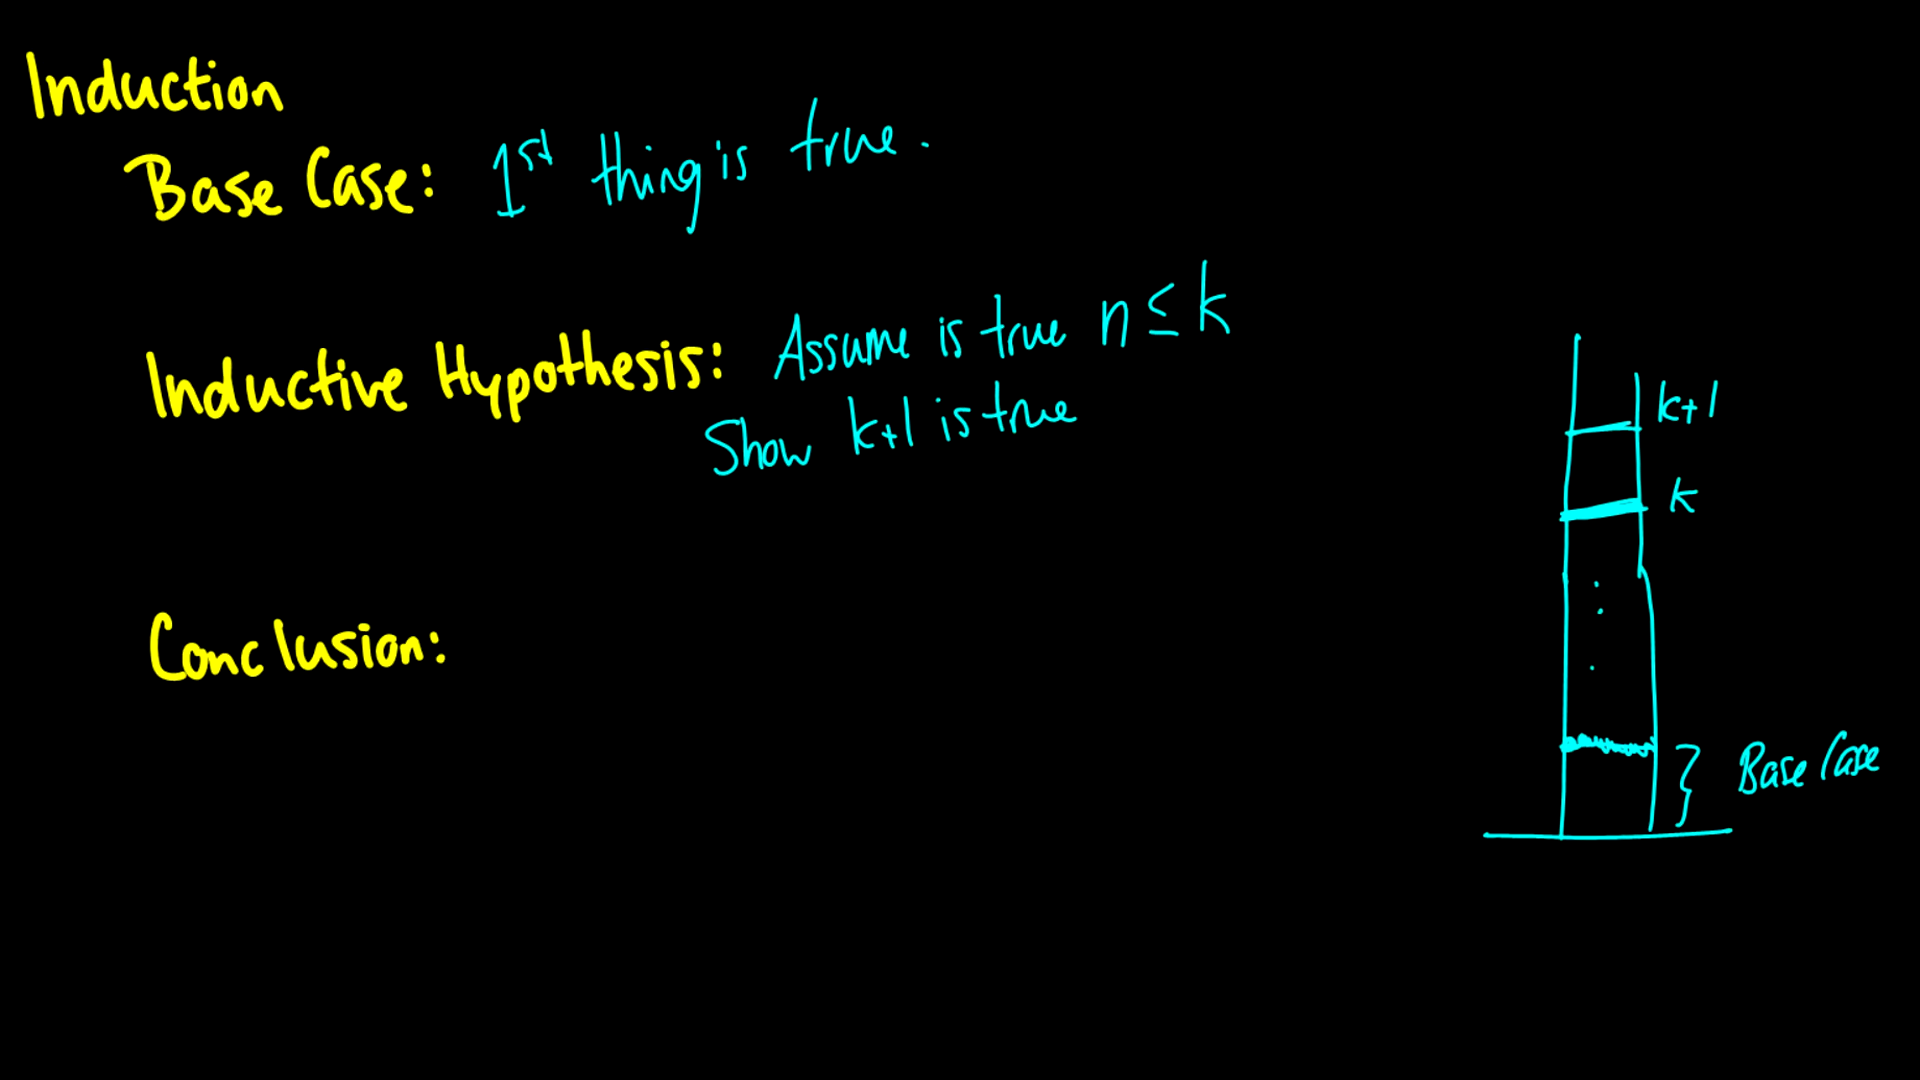 Induction
Base Case: 1st thing is true.
Inductive Hypothesis: Assume is true n ≤ k
Show k+1 is true
Conclusion:
k+1
k
Base Case